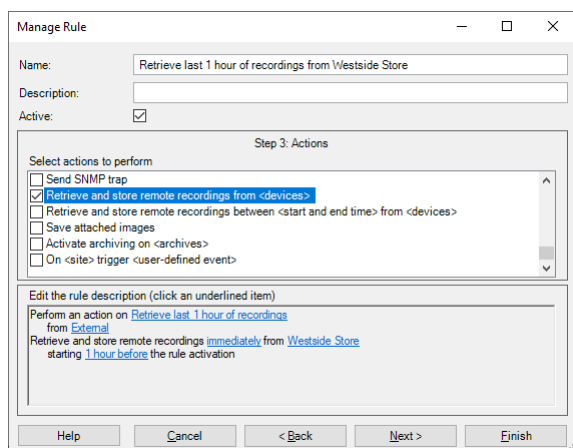 Manage Rule
Name:
Retrieve last 1 hour of recordings from Westside Store
Description:
Active:
Step 3: Actions
Select actions to perform
Send SNMP trap
Retrieve and store remote recordings from <devices>
Retrieve and store remote recordings between <start and end time> from <devices>
Save attached images
Activate archiving on <archives>
On <site> trigger <user-defined event>
Edit the rule description (click an underlined item)
Perform an action on Retrieve last 1 hour of recordings
from External
Retrieve and store remote recordings immediately from Westside Store
starting 1 hour before the rule activation
Help
Cancel
< Back
Next >
Finish